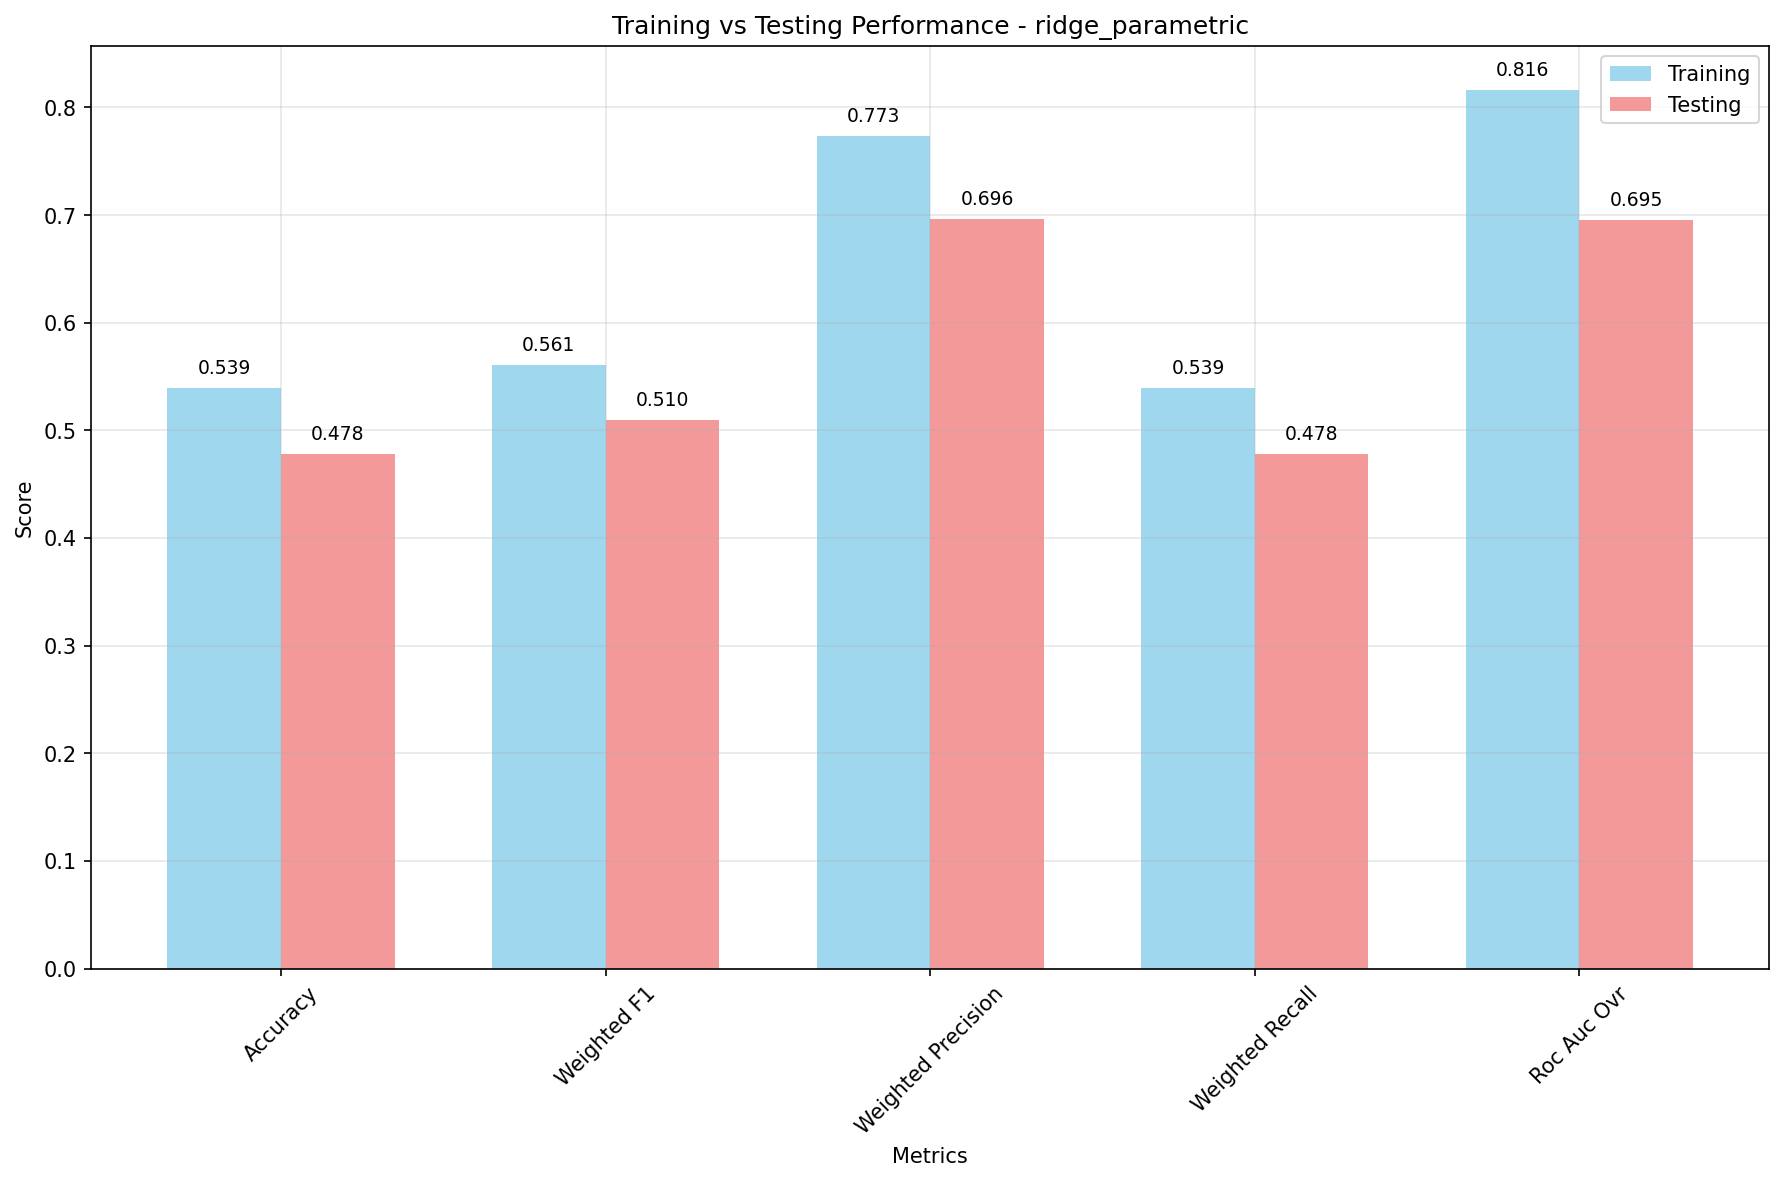 Training vs Testing Performance - ridge_parametric
Training
Testing
0.816
0.773
0.696
0.695
0.539
0.478
0.561
0.510
0.539
0.478
Score
0.8
0.7
0.6
0.5
0.4
0.3
0.2
0.1
0.0
Accuracy
Weighted F1
Weighted Precision
Weighted Recall
Roc Auc Ovr
Metrics